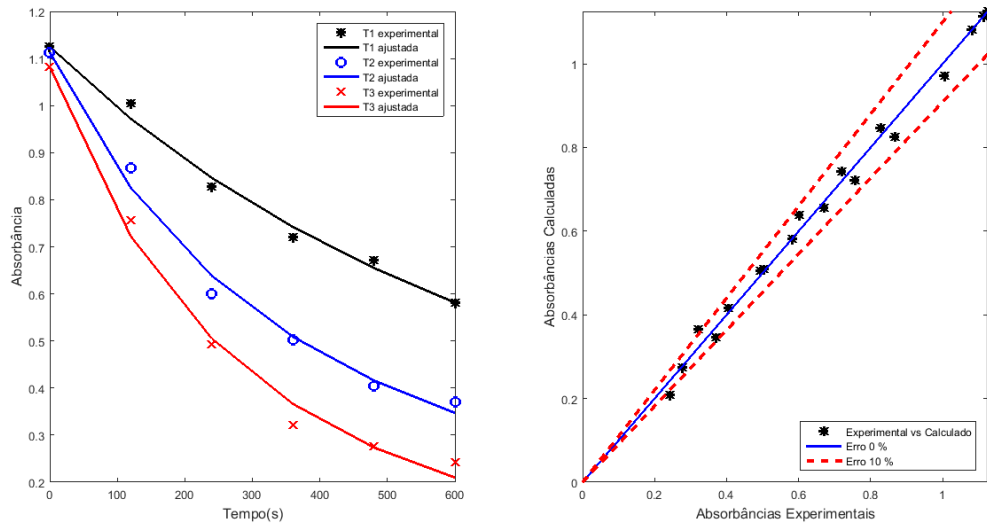 1.2
1.1
1
0.9
0.8
0.7
0.6
0.5
0.4
0.3
0.2
0
100
200
300
400
500
600
Tempo(s)
Absorbância
T1 experimental
T1 ajustada
T2 experimental
T2 ajustada
T3 experimental
T3 ajustada
1
0.8
0.6
0.4
0.2
0
0
0.2
0.4
0.6
0.8
1
Absorbâncias Experimentais
Absorbâncias Calculadas
Experimental vs Calculado
Erro 0 %
Erro 10 %